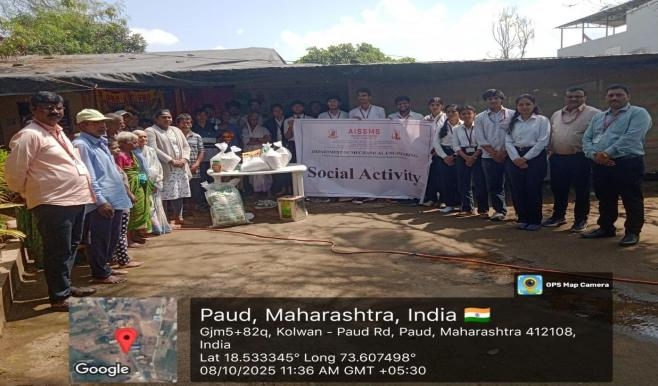 AISSMS
DEPARTMENT OF MECHANICAL ENGINEERING
Social Activity
GPS Map Camera
Paud, Maharashtra, India
Gjm5+82q, Kolwan - Paud Rd, Paud, Maharashtra 412108,
India
Lat 18.533345° Long 73.607498°
08/10/2025 11:36 AM GMT +05:30
Google